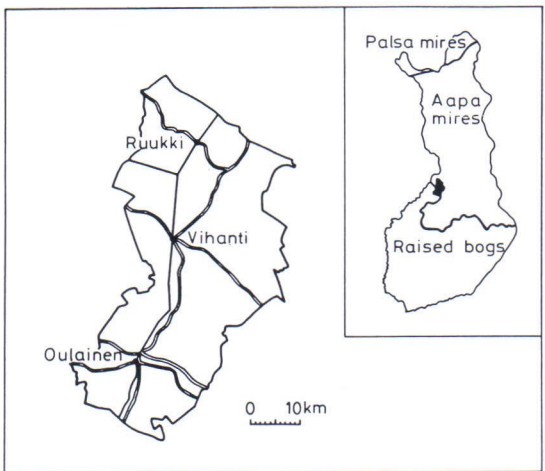 Palsa mires
Aapa
mires
Raised bogs
Ruukki
Vihanti
Oulainen
0 10km